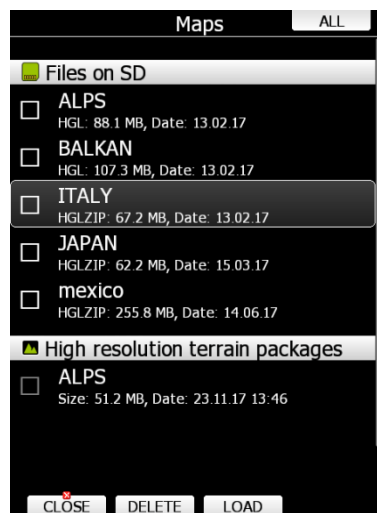 Maps
ALL
Files on SD
ALPS
HGL: 88.1 MB, Date: 13.02.17
BALKAN
HGL: 107.3 MB, Date: 13.02.17
ITALY
HGLZIP: 67.2 MB, Date: 13.02.17
JAPAN
HGLZIP: 62.2 MB, Date: 15.03.17
mexico
HGLZIP: 255.8 MB, Date: 14.06.17
High resolution terrain packages
ALPS
Size: 51.2 MB, Date: 23.11.17 13:46
CLOSE DELETE LOAD